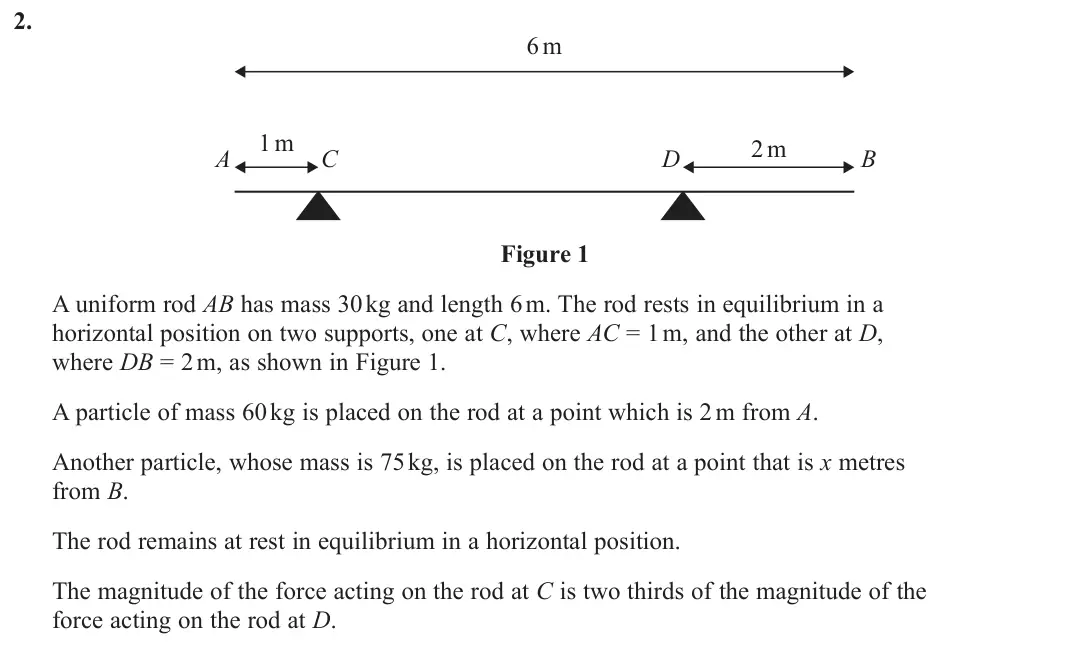 2.
6 m
1 m
A
C
D
2 m
B
Figure 1
A uniform rod AB has mass 30 kg and length 6 m. The rod rests in equilibrium in a
horizontal position on two supports, one at C, where AC = 1 m, and the other at D,
where DB = 2 m, as shown in Figure 1.
A particle of mass 60 kg is placed on the rod at a point which is 2 m from A.
Another particle, whose mass is 75 kg, is placed on the rod at a point that is x metres
from B.
The rod remains at rest in equilibrium in a horizontal position.
The magnitude of the force acting on the rod at C is two thirds of the magnitude of the
force acting on the rod at D.